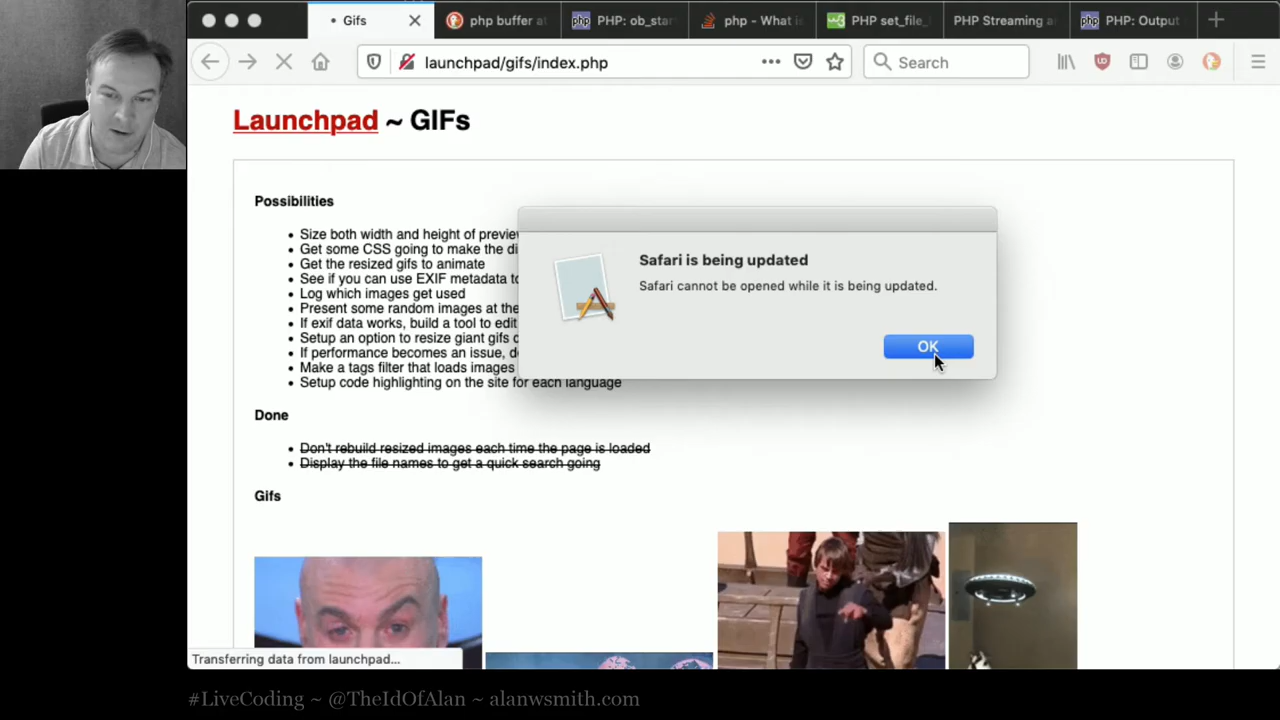 Gifs
php buffer at
PHP: ob_star
php - What is
PHP set_file_
PHP Streaming a
PHP: Output
launchpad/gifs/index.php
Search
Launchpad ~ GIFs
Possibilities
Size both width and height of preview
Get some CSS going to make the di
Get the resized gifs to animate
See if you can use EXIF metadata to
Log which images get used
Present some random images at the
If exif data works, build a tool to edit
Setup an option to resize giant gifs o
If performance becomes an issue, do
Make a tags filter that loads images
Setup code highlighting on the site for each language
Safari is being updated
Safari cannot be opened while it is being updated.
OK
Done
Don't rebuild resized images each time the page is loaded
Display the file names to get a quick search going
Gifs
Transferring data from launchpad...
#LiveCoding ~ @TheIdOfAlan ~ alanwsmith.com